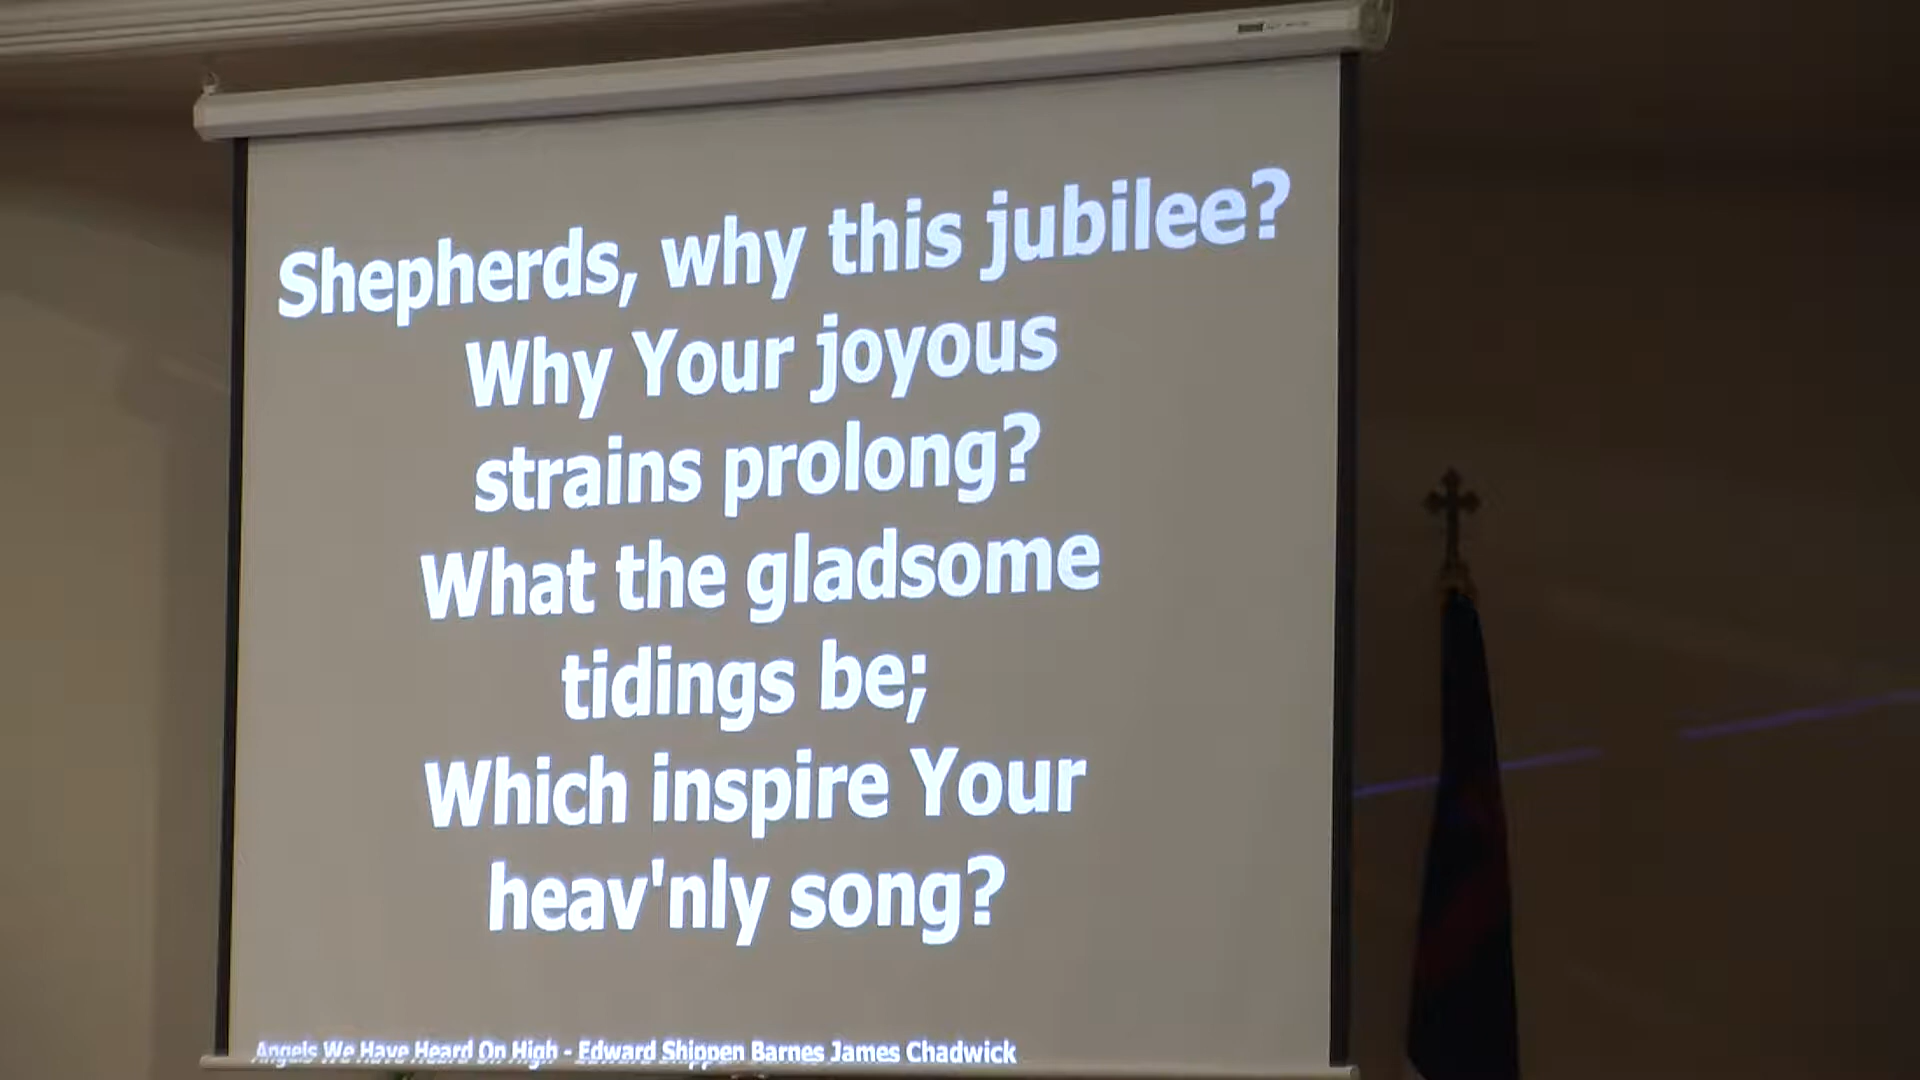 Shepherds, why this jubilee?
Why Your joyous
strains prolong?
What the gladsome
tidings be;
Which inspire Your
heav'nly song?
Angels We Have Heard On High - Edward Shippen Barnes James Chadwick